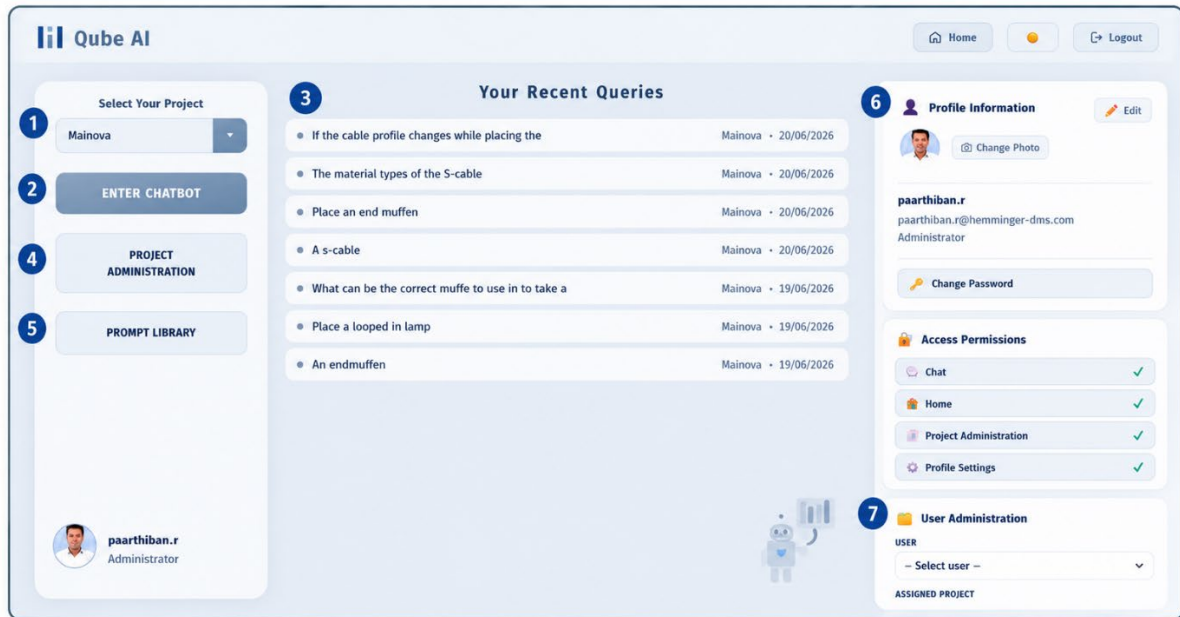 Qube AI
Home
Logout
1
Select Your Project
Mainova
2
ENTER CHATBOT
4
PROJECT
ADMINISTRATION
5
PROMPT LIBRARY
paarthiban.r
Administrator
3
Your Recent Queries
If the cable profile changes while placing the Mainova • 20/06/2026
The material types of the S-cable Mainova • 20/06/2026
Place an end muffen Mainova • 20/06/2026
A s-cable Mainova • 20/06/2026
What can be the correct muffe to use in to take a Mainova • 19/06/2026
Place a looped in lamp Mainova • 19/06/2026
An endmuffen Mainova • 19/06/2026
6
Profile Information
Edit
Change Photo
paarthiban.r
paarthiban.r@hemminger-dms.com
Administrator
Change Password
Access Permissions
Chat
Home
Project Administration
Profile Settings
7
User Administration
USER
– Select user –
ASSIGNED PROJECT